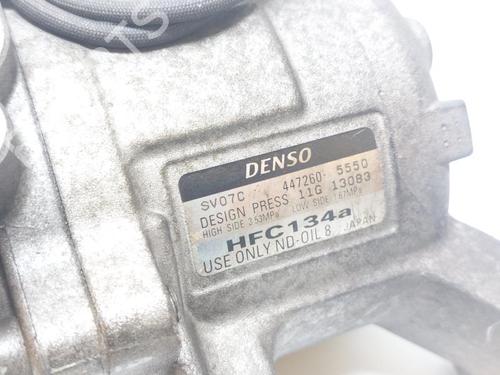 PARTS
DENSO
SV07C 447260-5550
DESIGN PRESS 11G 13083
HIGH SIDE 3.53MPa LOW SIDE 1.67MPa
HFC134a
USE ONLY ND-OIL 8 JAPAN